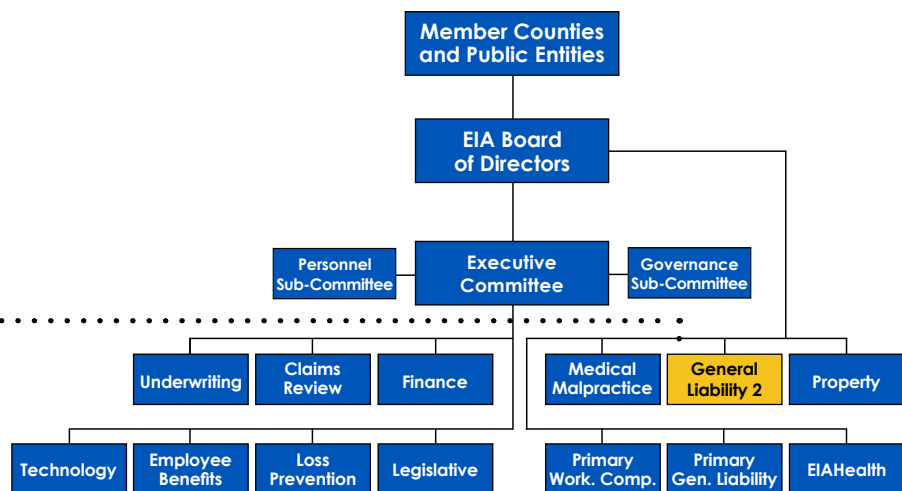 Member Counties
and Public Entities
EIA Board
of Directors
Personnel
Sub-Committee
Executive
Committee
Governance
Sub-Committee
Underwriting
Claims
Review
Finance
Medical
Malpractice
General
Liability 2
Property
Technology
Employee
Benefits
Loss
Prevention
Legislative
Primary
Work. Comp.
Primary
Gen. Liability
EIAHealth